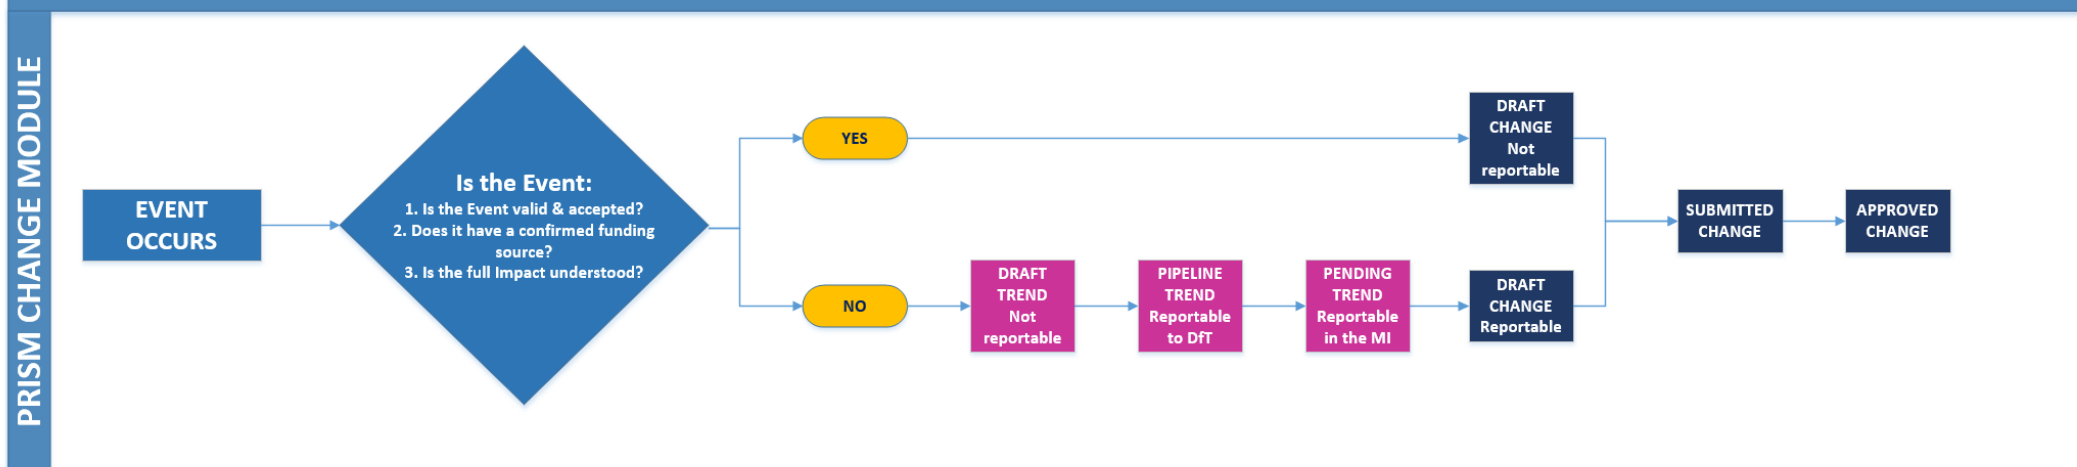 PRISM CHANGE MODULE
EVENT
OCCURS
Is the Event:
1. Is the Event valid & accepted?
2. Does it have a confirmed funding
source?
3. Is the full Impact understood?
YES
NO
DRAFT
TREND
Not
reportable
PIPELINE
TREND
Reportable
to DfT
PENDING
TREND
Reportable
in the MI
DRAFT
CHANGE
Not
reportable
DRAFT
CHANGE
Reportable
SUBMITTED
CHANGE
APPROVED
CHANGE